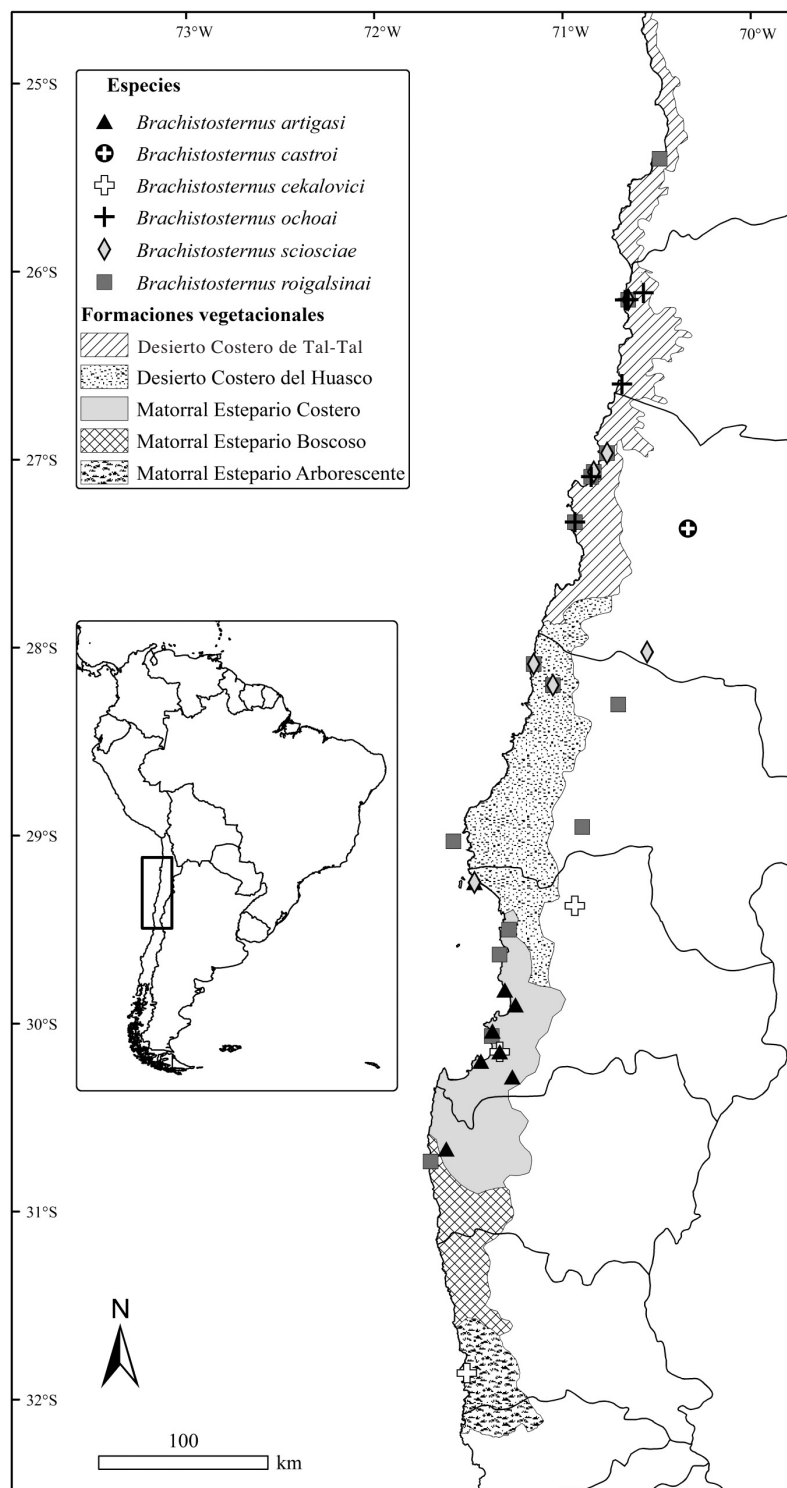 73°W 72°W 71°W 70°W
25°S
26°S
27°S
28°S
29°S
30°S
31°S
32°S
Especies
Brachistosternus artigasi
Brachistosternus castroi
Brachistosternus cekalovici
Brachistosternus ochoai
Brachistosternus sciosciae
Brachistosternus roigalsinai
Formaciones vegetacionales
Desierto Costero de Tal-Tal
Desierto Costero del Huasco
Matorral Estepario Costero
Matorral Estepario Boscoso
Matorral Estepario Arborescente
N
100
km